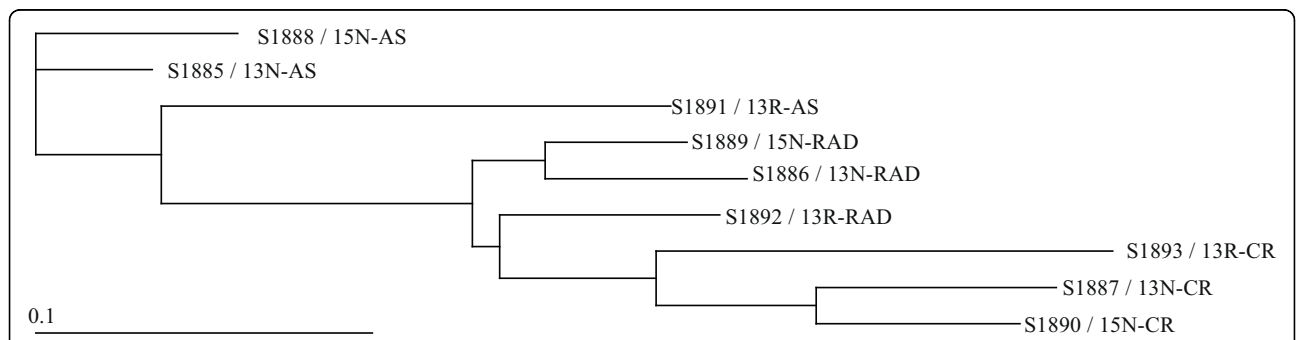 S1888 / 15N-AS
S1885 / 13N-AS
S1891 / 13R-AS
S1889 / 15N-RAD
S1886 / 13N-RAD
S1892 / 13R-RAD
S1893 / 13R-CR
S1887 / 13N-CR
0.1
S1890 / 15N-CR